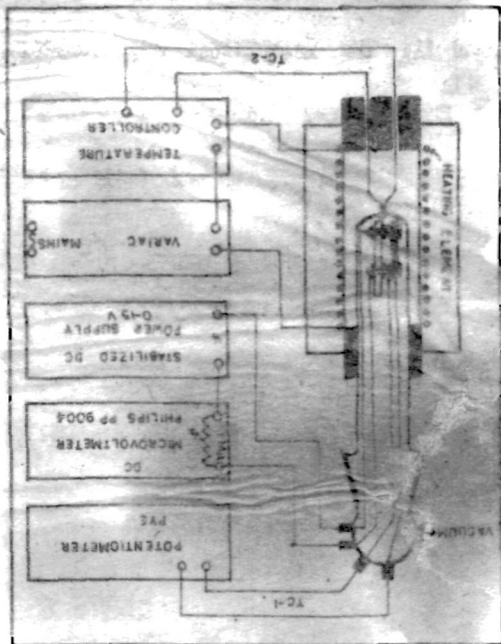 TC-1
VACUUM
POTENTIOMETER
PYE
DC
MICROVOLTMETER
PHILIPS PP 9004
STABILIZED DC
POWER SUPPLY
0-15 V
HEATING ELEMENT
VARIAC MAINS
TEMPERATURE
CONTROLLER
TC-2